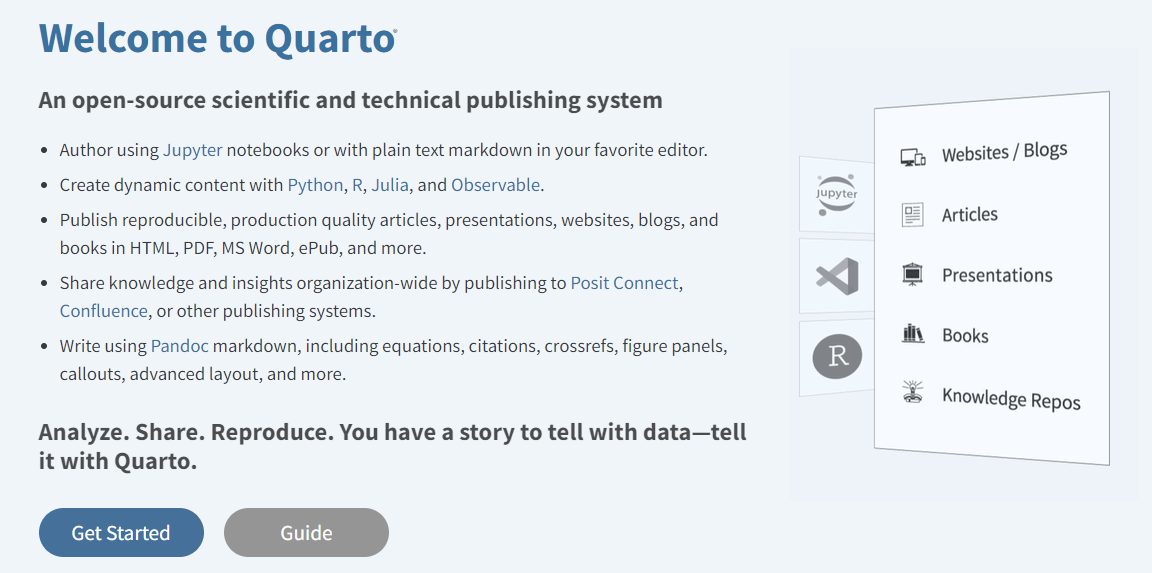 Welcome to Quarto®
An open-source scientific and technical publishing system
• Author using Jupyter notebooks or with plain text markdown in your favorite editor.
• Create dynamic content with Python, R, Julia, and Observable.
• Publish reproducible, production quality articles, presentations, websites, blogs, and
books in HTML, PDF, MS Word, ePub, and more.
• Share knowledge and insights organization-wide by publishing to Posit Connect,
Confluence, or other publishing systems.
• Write using Pandoc markdown, including equations, citations, crossrefs, figure panels,
callouts, advanced layout, and more.
Analyze. Share. Reproduce. You have a story to tell with data—tell
it with Quarto.
Get Started
Guide
Jupyter
R
Websites / Blogs
Articles
Presentations
Books
Knowledge Repos